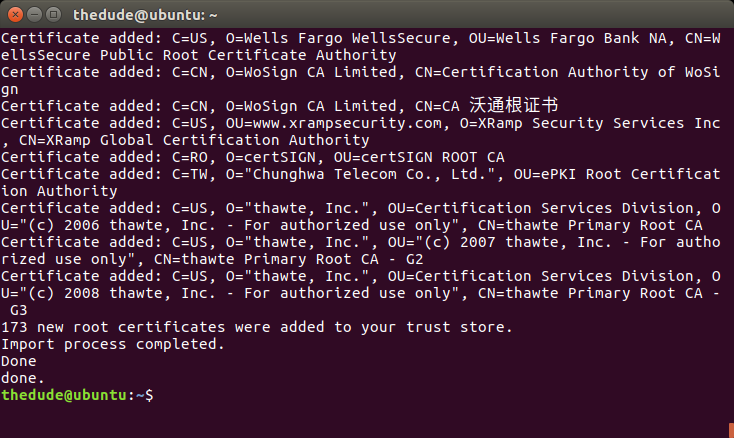 thedude@ubuntu: ~
Certificate added: C=US, O=Wells Fargo WellsSecure, OU=Wells Fargo Bank NA, CN=W
ellsSecure Public Root Certificate Authority
Certificate added: C=CN, O=WoSign CA Limited, CN=Certification Authority of WoSi
gn
Certificate added: C=CN, O=WoSign CA Limited, CN=CA 沃通根证书
Certificate added: C=US, OU=www.xrampsecurity.com, O=XRamp Security Services Inc
, CN=XRamp Global Certification Authority
Certificate added: C=RO, O=certSIGN, OU=certSIGN ROOT CA
Certificate added: C=TW, O="Chunghwa Telecom Co., Ltd.", OU=ePKI Root Certificat
ion Authority
Certificate added: C=US, O="thawte, Inc.", OU=Certification Services Division, O
U="(c) 2006 thawte, Inc. - For authorized use only", CN=thawte Primary Root CA
Certificate added: C=US, O="thawte, Inc.", OU="(c) 2007 thawte, Inc. - For autho
rized use only", CN=thawte Primary Root CA - G2
Certificate added: C=US, O="thawte, Inc.", OU=Certification Services Division, O
U="(c) 2008 thawte, Inc. - For authorized use only", CN=thawte Primary Root CA -
 G3
173 new root certificates were added to your trust store.
Import process completed.
Done
done.
thedude@ubuntu:~$